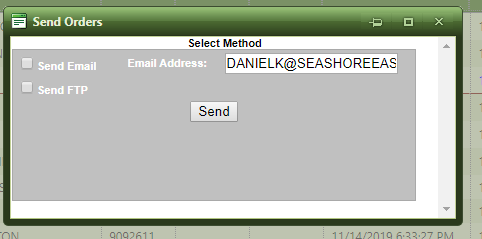 Send Orders
Select Method
Send Email Email Address: DANIELK@SEASHOREEAS
Send FTP
Send
TON 9092611 11/14/2019 6:33:27 PM